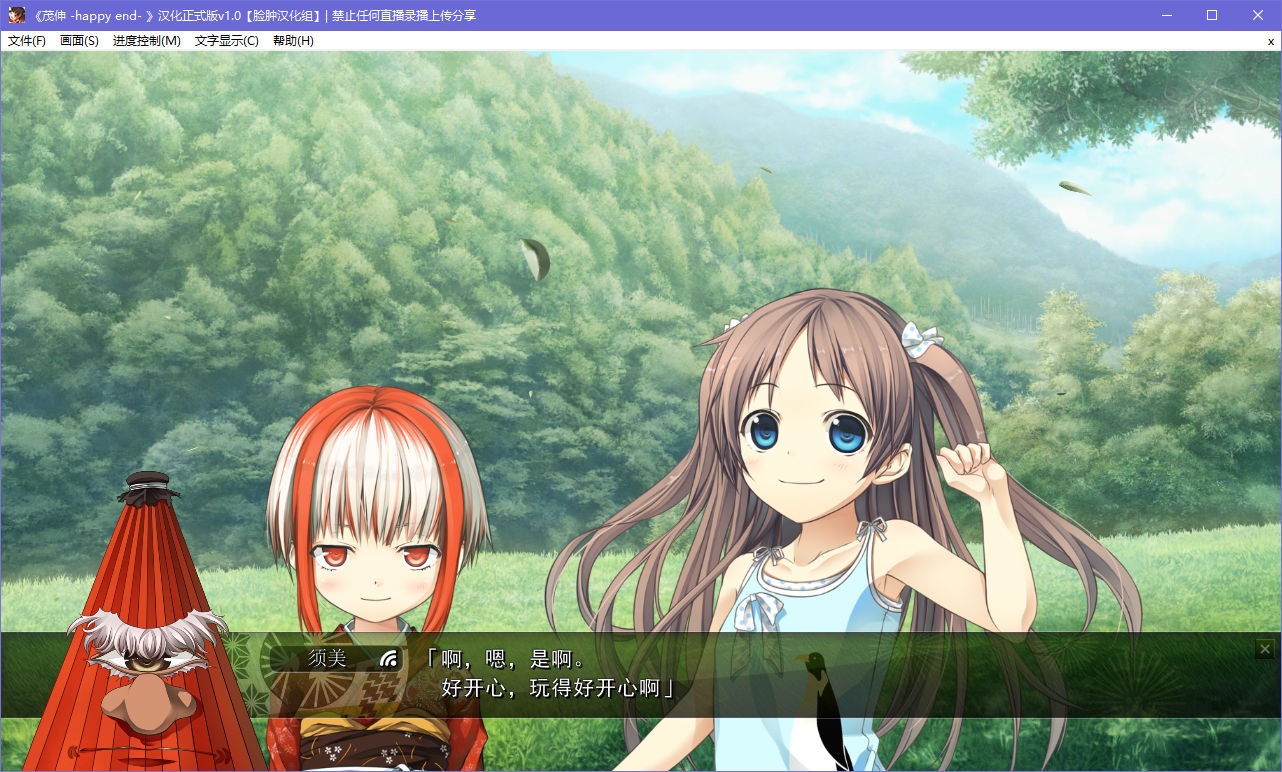 《茂伸 -happy end- 》汉化正式版v1.0【脸肿汉化组】| 禁止任何直播录播上传分享
文件(F) 画面(S) 进度控制(M) 文字显示(C) 帮助(H) x
须美
「啊，嗯，是啊。
好开心，玩得好开心啊」